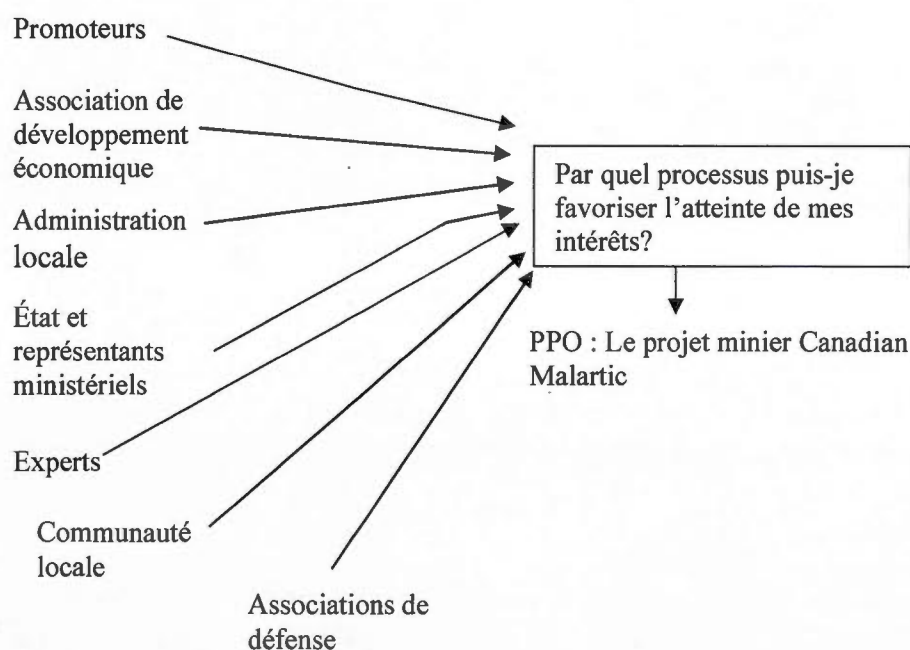 Promoteurs
Association de
développement
économique
Administration
locale
État et
représentants
ministériels
Experts
Communauté
locale
Associations de
défense
Par quel processus puis-je
favoriser l'atteinte de mes
intérêts?
PPO : Le projet minier Canadian
Malartic